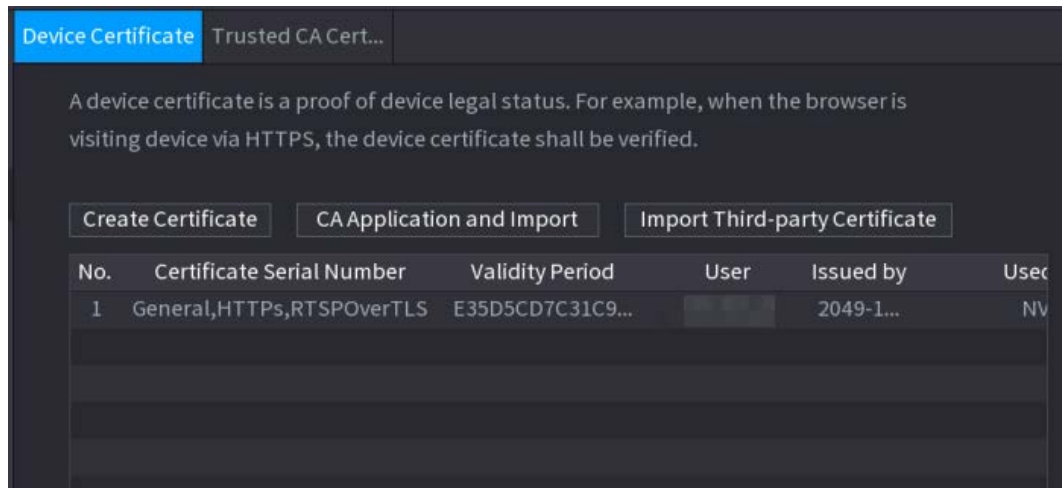 Device Certificate Trusted CA Cert...
A device certificate is a proof of device legal status. For example, when the browser is
visiting device via HTTPS, the device certificate shall be verified.
Create Certificate CA Application and Import Import Third-party Certificate
No. Certificate Serial Number Validity Period User Issued by Used
1 General,HTTPs,RTSPOverTLS E35D5CD7C31C9... 2049-1... NV